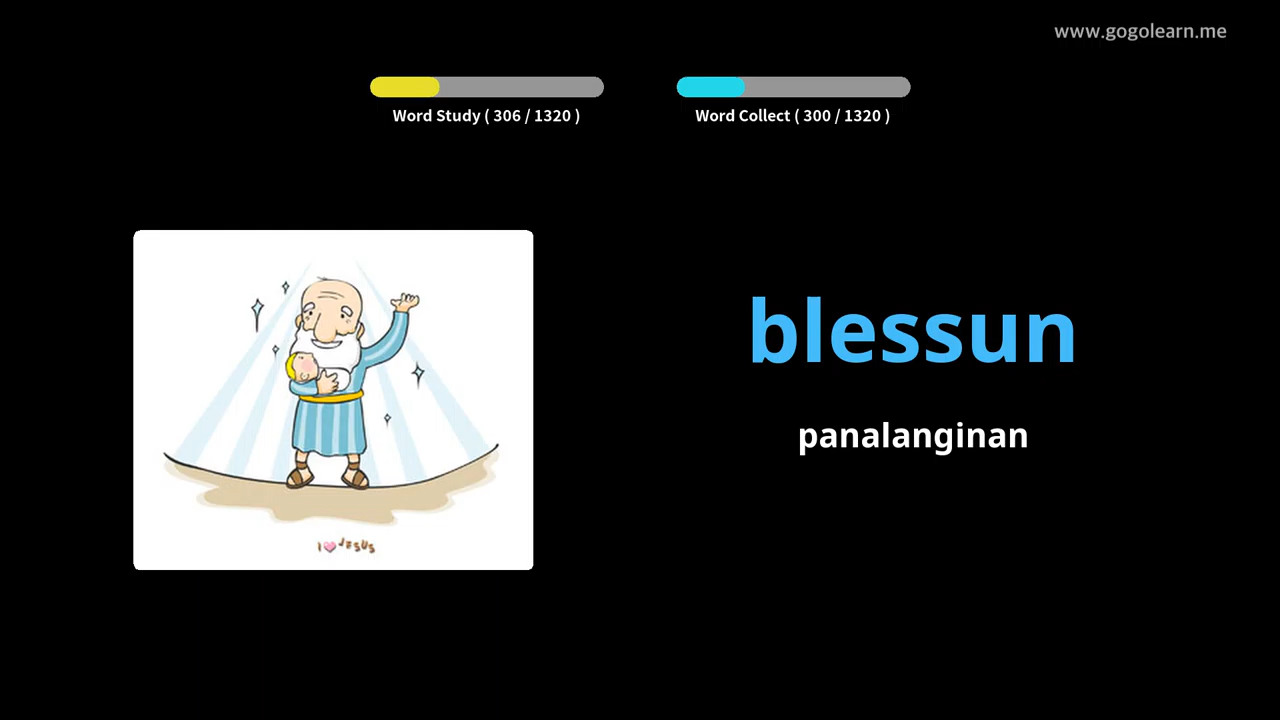 www.gogolearn.me
Word Study ( 306 / 1320 )
Word Collect ( 300 / 1320 )
blessun
panalanginan
I JESUS